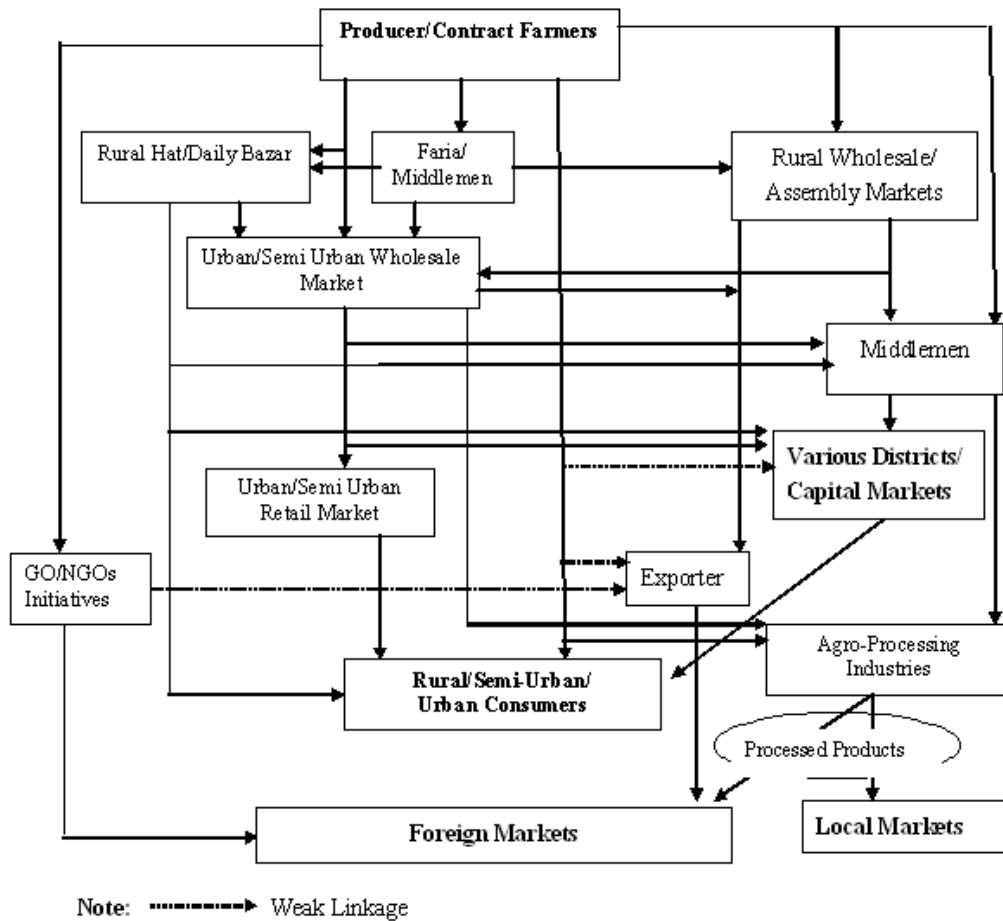 Producer/Contract Farmers
Rural Hat/Daily Bazar
Faria/
Middlemen
Rural Wholesale/
Assembly Markets
Urban/Semi Urban Wholesale
Market
Middlemen
Various Districts/
Capital Markets
Urban/Semi Urban
Retail Market
GO/NGOs
Initiatives
Exporter
Agro-Processing
Industries
Rural/Semi-Urban/
Urban Consumers
Processed Products
Foreign Markets
Local Markets
Note: Weak Linkage